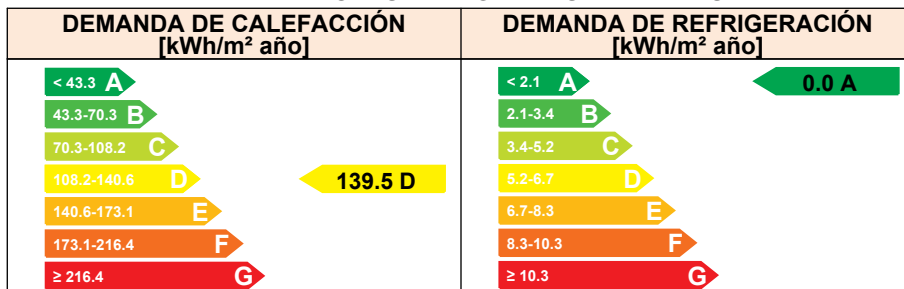 DEMANDA DE CALEFACCIÓN
[kWh/m² año]
< 43.3 A
43.3-70.3 B
70.3-108.2 C
108.2-140.6 D
139.5 D
140.6-173.1 E
173.1-216.4 F
≥ 216.4 G
DEMANDA DE REFRIGERACIÓN
[kWh/m² año]
< 2.1 A
0.0 A
2.1-3.4 B
3.4-5.2 C
5.2-6.7 D
6.7-8.3 E
8.3-10.3 F
≥ 10.3 G